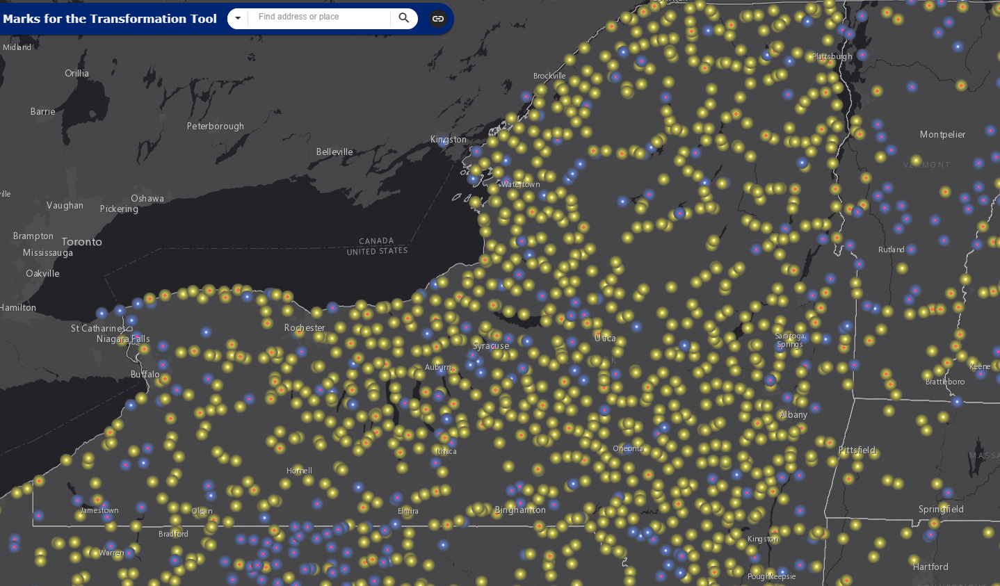 Marks for the Transformation Tool
Find address or place
Midland
Orillia
Barrie
Peterborough
Belleville
Kingston
Brockville
Plattsburgh
Montpelier
VERMONT
Watertown
ville
Vaughan
Pickering
Oshawa
Brampton
Toronto
Mississauga
Oakville
Hamilton
CANADA
UNITED STATES
Rutland
St Catharines
Niagara Falls
Rochester
Syracuse
Utica
Saratoga
Springs
Auburn
Buffalo
Keene
Brattleboro
Albany
Ithaca
Oneonta
Pittsfield
MASSA
Hornell
Jamestown
Olean
Elmira
Binghamton
Springfield
Bradford
Kingston
Warren
Hartford
Poughkeepsie